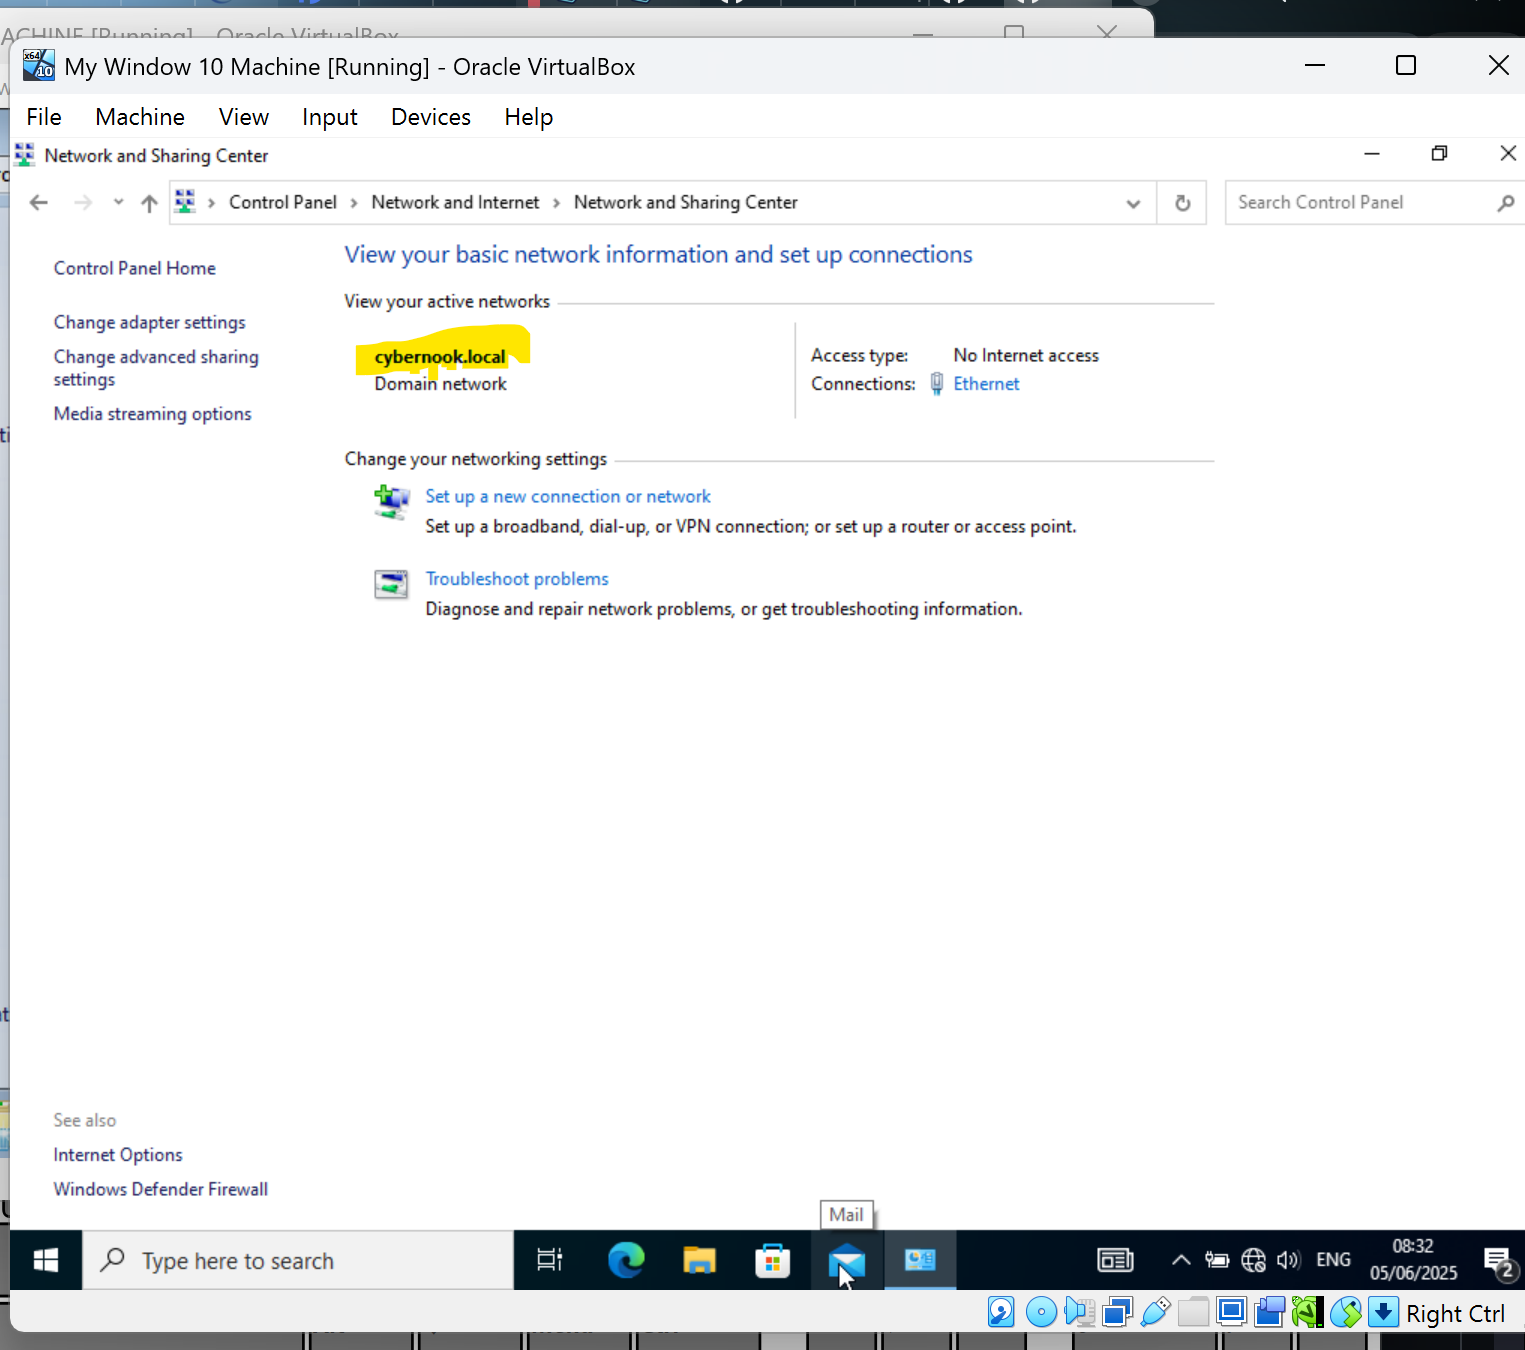 ACHINE [Running] - Oracle VirtualBox
My Window 10 Machine [Running] - Oracle VirtualBox
File Machine View Input Devices Help
Network and Sharing Center
Control Panel Network and Internet Network and Sharing Center
Search Control Panel
Control Panel Home
Change adapter settings
Change advanced sharing
settings
Media streaming options
View your basic network information and set up connections
View your active networks
cybernook.local
Domain network
Access type: No Internet access
Connections: Ethernet
Change your networking settings
Set up a new connection or network
Set up a broadband, dial-up, or VPN connection; or set up a router or access point.
Troubleshoot problems
Diagnose and repair network problems, or get troubleshooting information.
See also
Internet Options
Windows Defender Firewall
Mail
Type here to search
ENG
08:32
05/06/2025
2
Right Ctrl